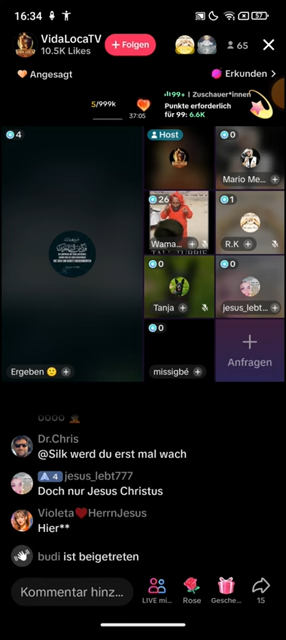 16:34
57
VidaLocaTV
10.5K Likes
+ Folgen
65
Angesagt
Erkunden >
5/999k
37:05
99+ | Zuschauer*innen
Punkte erforderlich
für 99: 6.6K
4
Host
0
Mario Me...
26
Wama...
1
R.K
0
Tanja
0
jesus_lebt...
Ergeben 🙂
0
missigbé
Anfragen
Dr.Chris
@Silk werd du erst mal wach
4 jesus_lebt777
Doch nur Jesus Christus
Violeta❤️HerrnJesus
Hier**
budi ist beigetreten
Kommentar hinz...
LIVE mi...
Rose
Gesche...
15